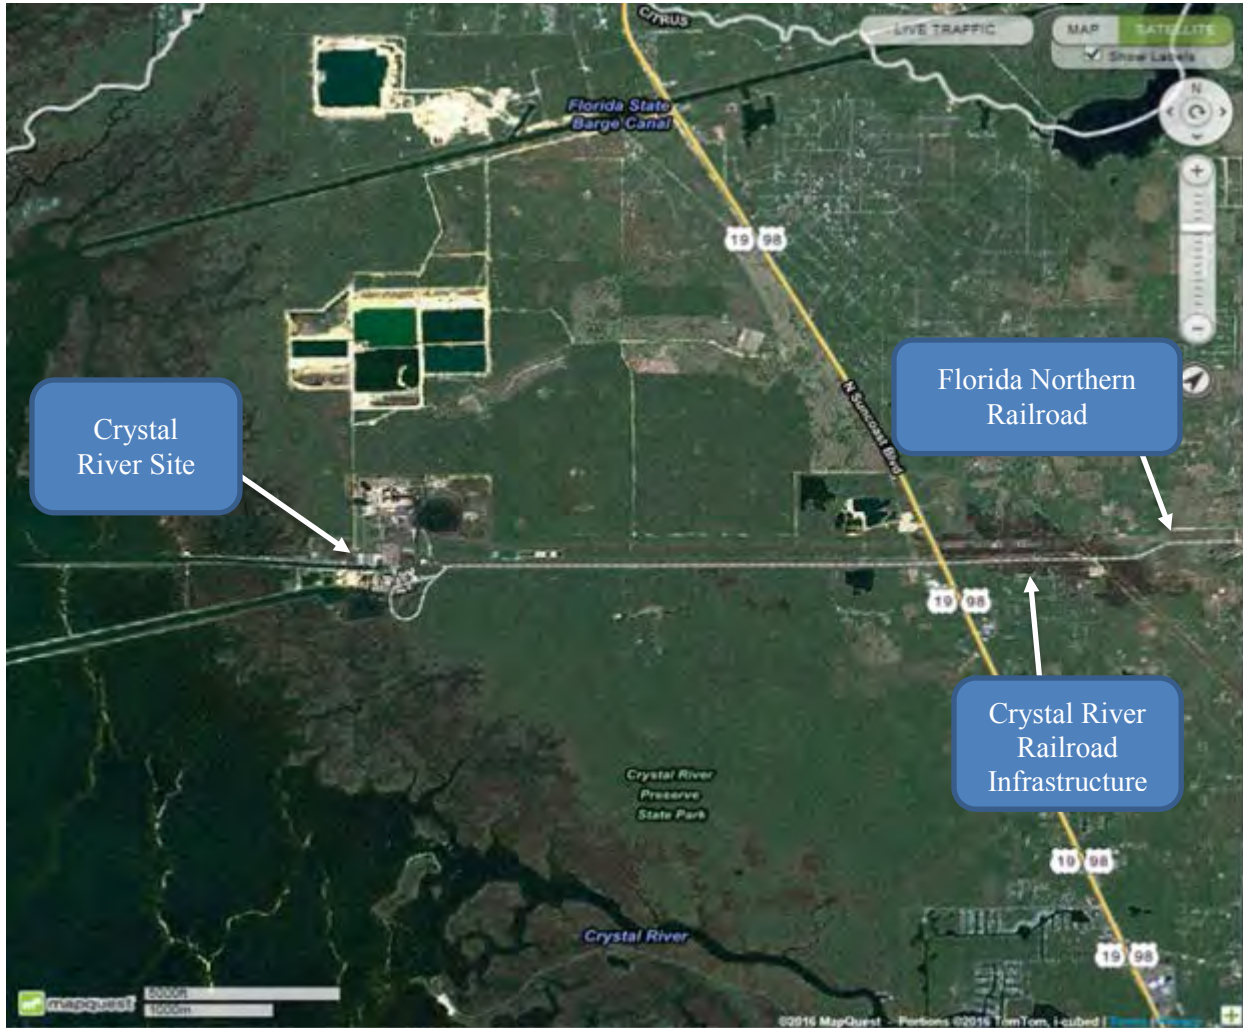 C/TRUS
LIVE TRAFFIC
MAP
SATELLITE
Show Labels
N
Florida State
Barge Canal
19 98
N Suncoast Blvd
Florida Northern
Railroad
Crystal
River Site
19 98
Crystal River
Railroad
Infrastructure
Crystal River
Preserve
State Park
19 98
Crystal River
19 98
mapquest
6000ft
1000m
©2016 MapQuest - Portions ©2016 TomTom, i-cubed |